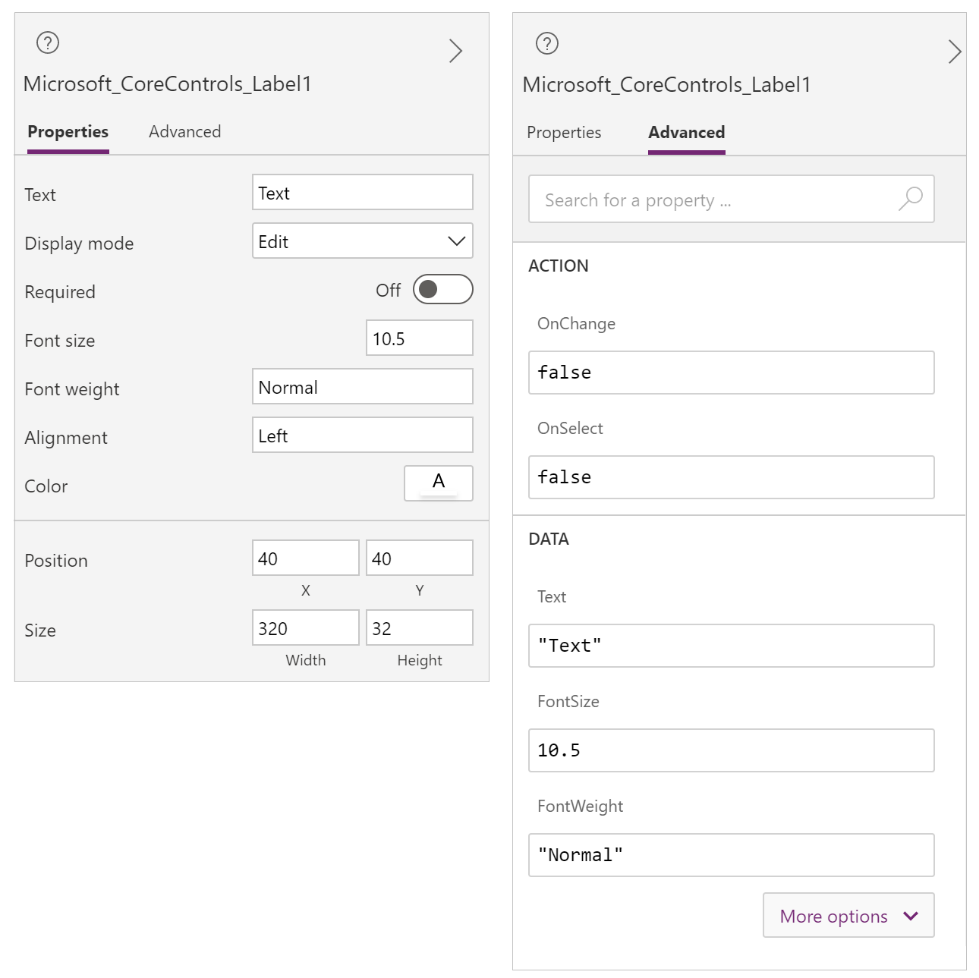 ?
Microsoft_CoreControls_Label1
Properties Advanced
Text Text
Display mode Edit
Required Off
Font size 10.5
Font weight Normal
Alignment Left
Color A
Position 40 40
X Y
Size 320 32
Width Height
?
Microsoft_CoreControls_Label1
Properties Advanced
Search for a property ...
ACTION
OnChange
false
OnSelect
false
DATA
Text
"Text"
FontSize
10.5
FontWeight
"Normal"
More options